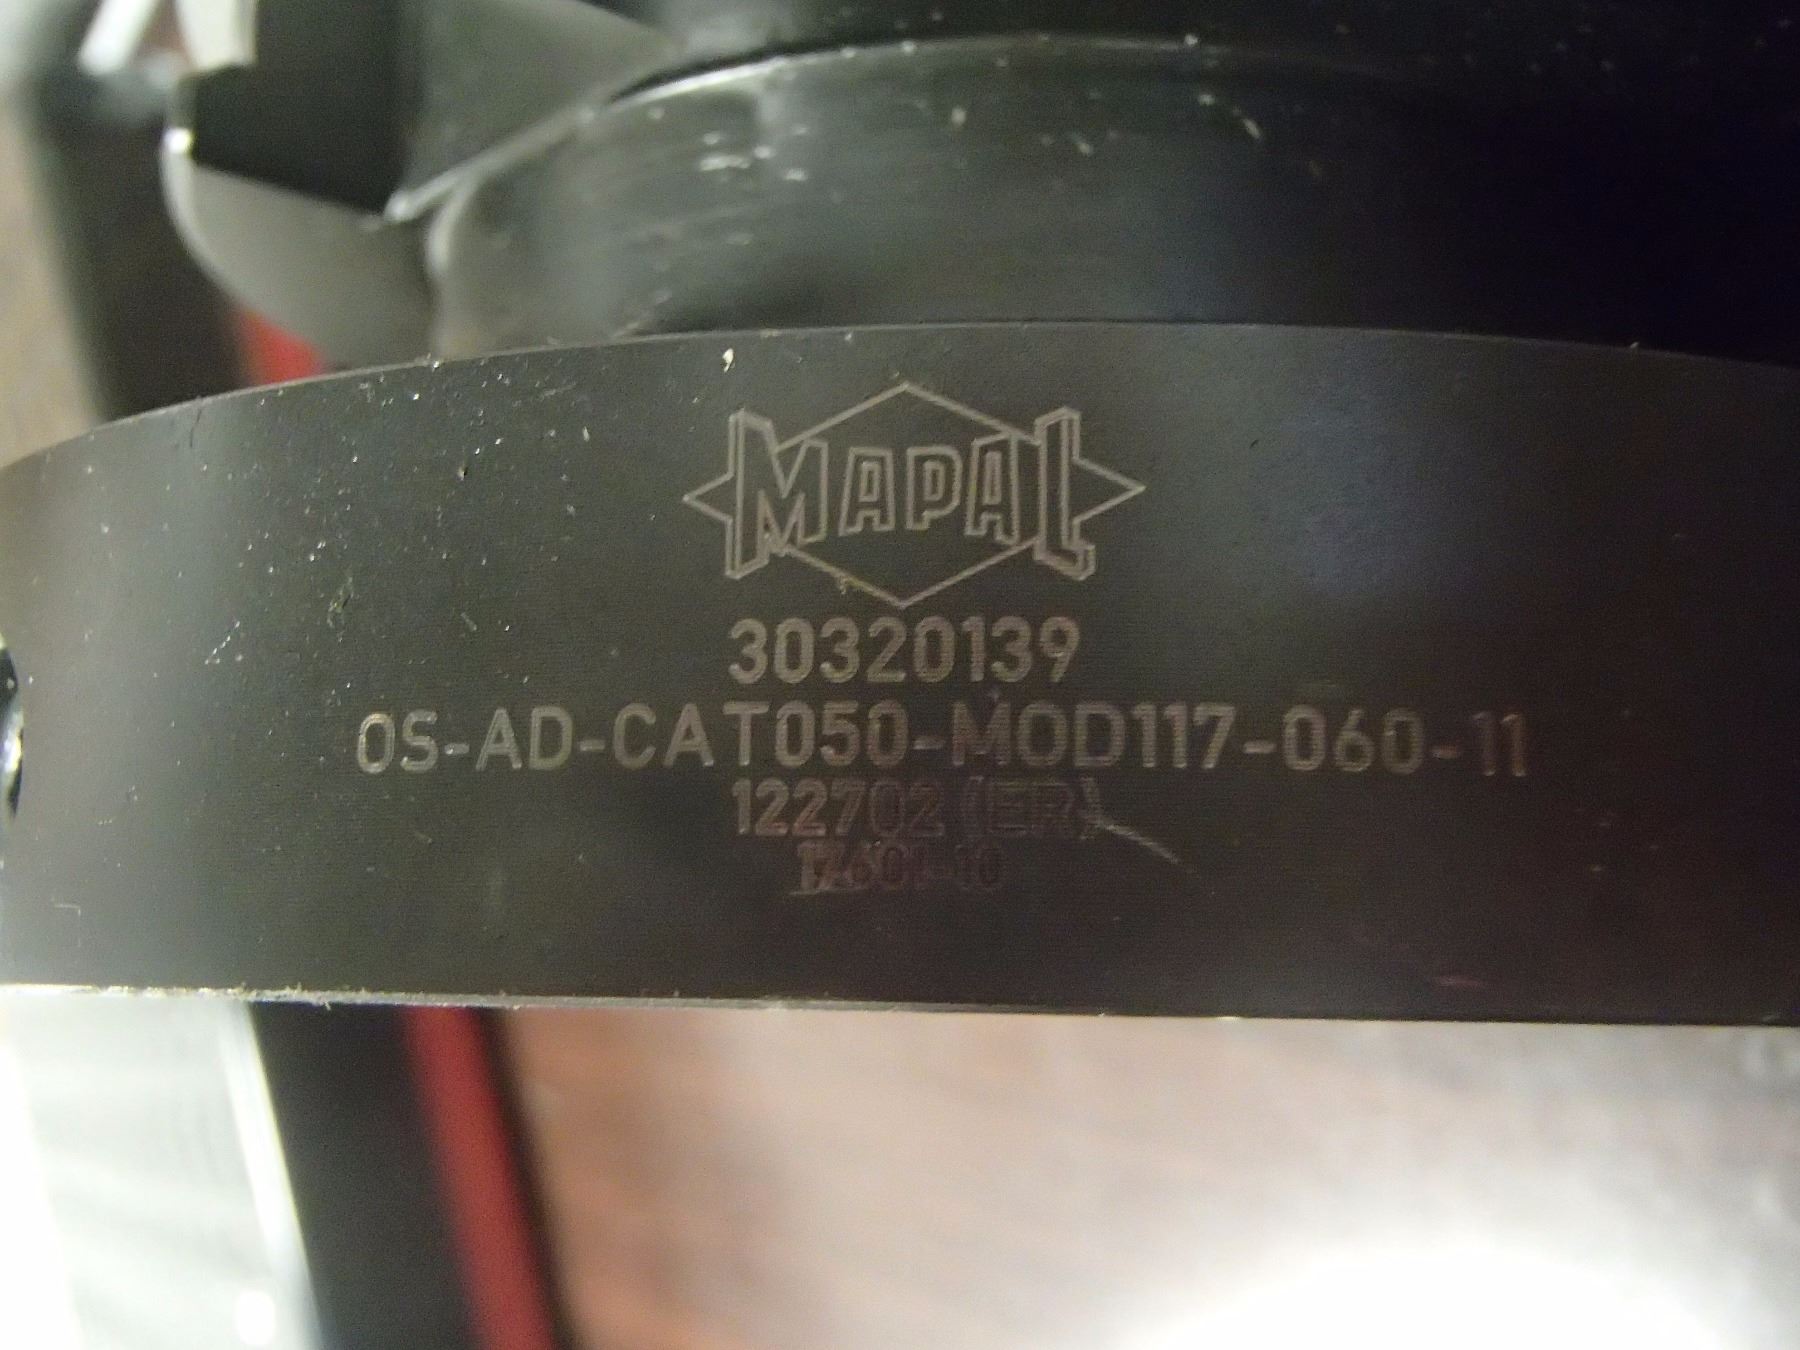 MAPAL
30320139
OS-AD-CAT050-MOD117-060-11
122702 (ER)